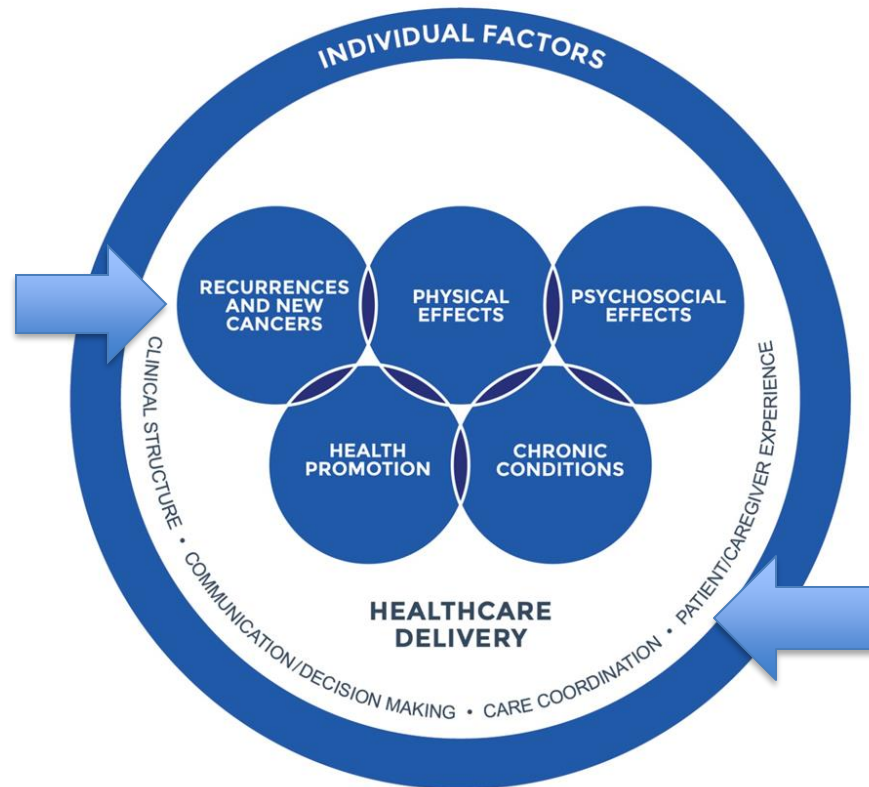 INDIVIDUAL FACTORS
RECURRENCES
AND NEW
CANCERS
PHYSICAL
EFFECTS
PSYCHOSOCIAL
EFFECTS
HEALTH
PROMOTION
CHRONIC
CONDITIONS
HEALTHCARE
DELIVERY
CLINICAL STRUCTURE • COMMUNICATION/DECISION MAKING • CARE COORDINATION • PATIENT/CAREGIVER EXPERIENCE